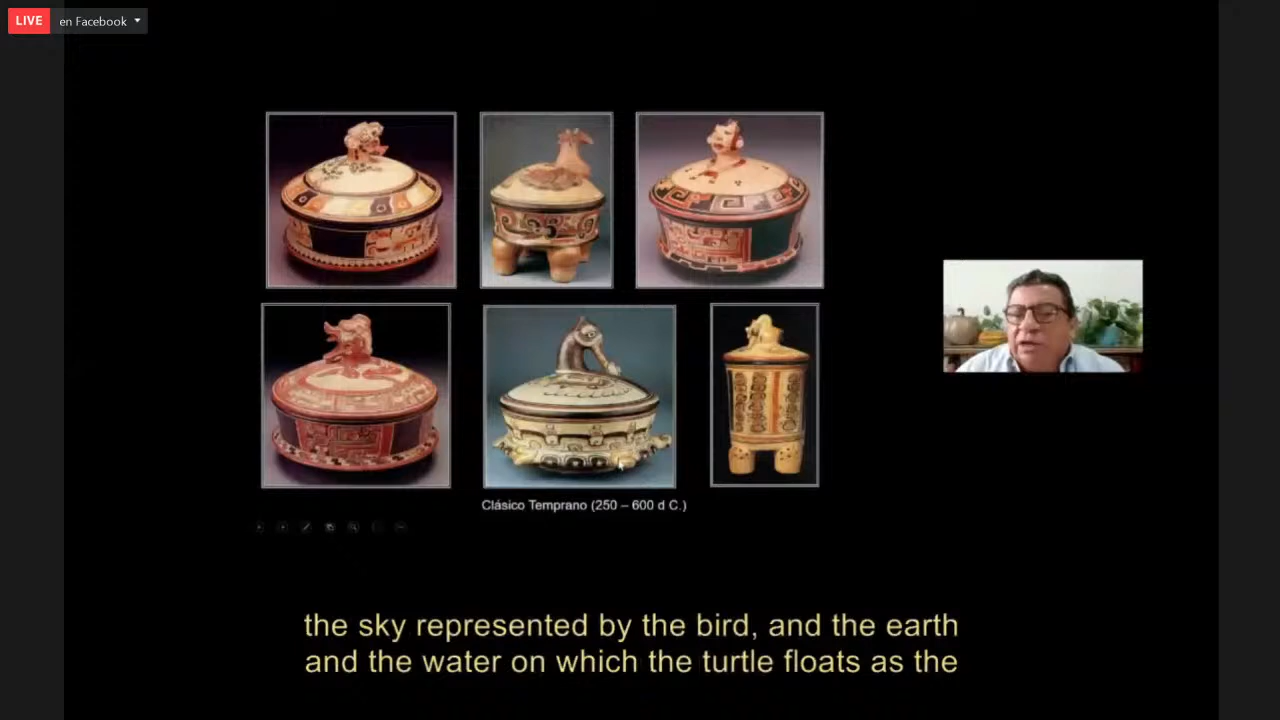 LIVE en Facebook
Clásico Temprano (250 – 600 d C.)
the sky represented by the bird, and the earth
and the water on which the turtle floats as the